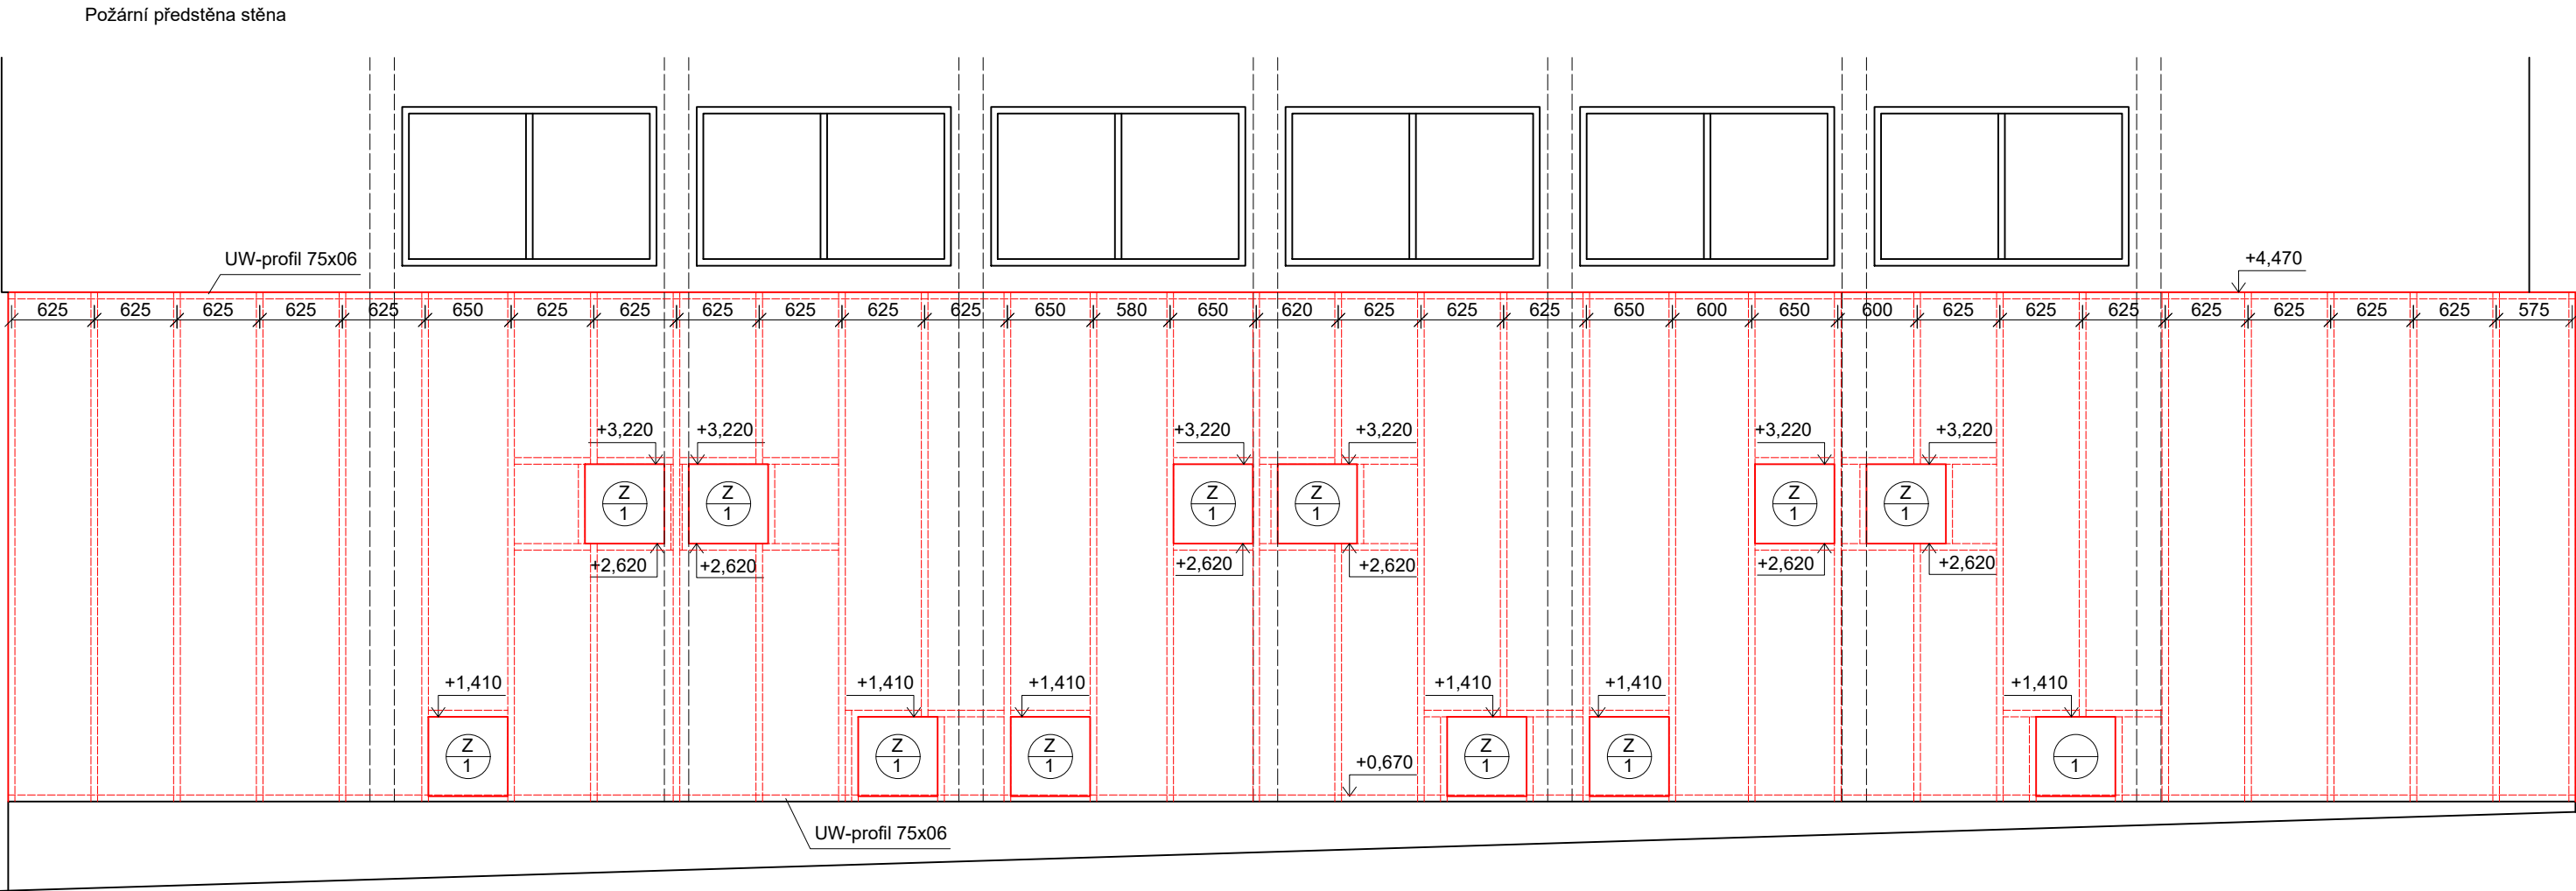 Požární předstěna stěna
UW-profil 75x06
+4,470
625 625 625 625 625 650 625 625 625 625 625 625 650 580 650 620 625 625 625 650 600 650 600 625 625 625 625 625 625 625 575
+3,220 +3,220 +3,220 +3,220 +3,220 +3,220
Z Z Z Z Z Z
1 1 1 1 1 1
+2,620 +2,620 +2,620 +2,620 +2,620 +2,620
+1,410 +1,410 +1,410 +1,410 +1,410 +1,410
Z Z Z Z Z
1 1 1 1 1 1
+0,670
UW-profil 75x06